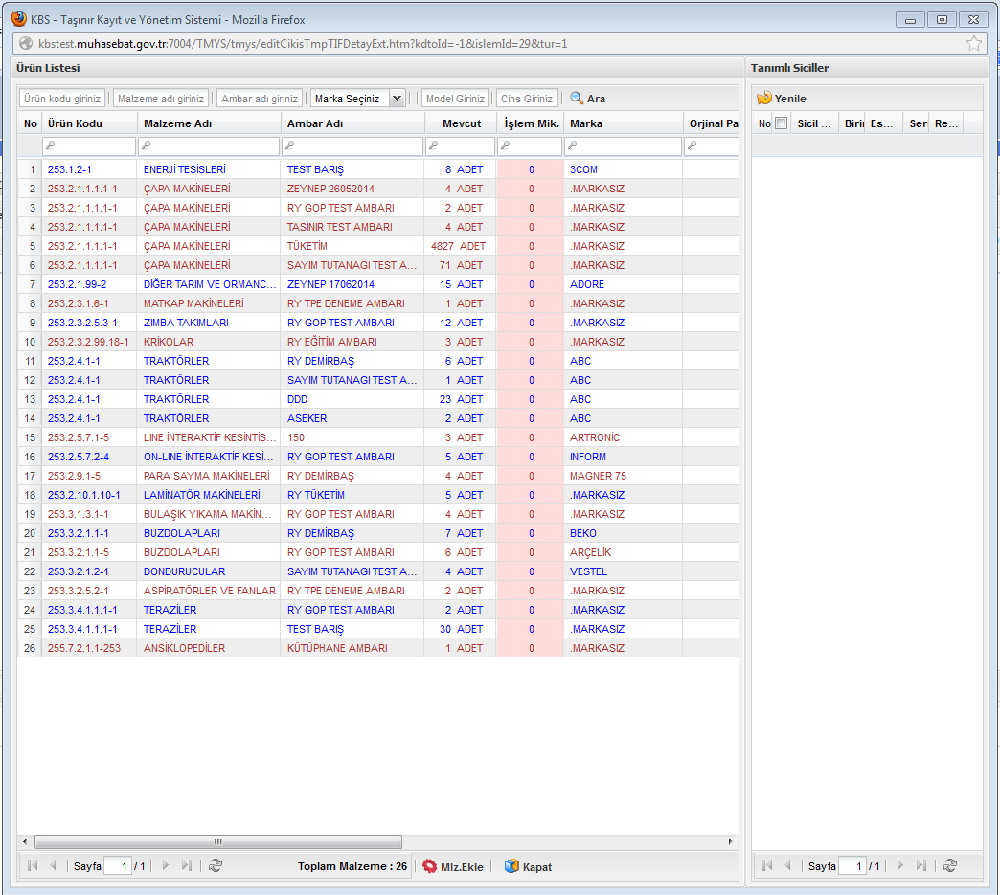 KBS - Taşınır Kayıt ve Yönetim Sistemi - Mozilla Firefox
kbstest.muhasebat.gov.tr:7004/TMYS/tmys/editCikisTmpTIFDetayExt.htm?kdtoId=-1&islemId=29&tur=1
Ürün Listesi Tanımlı Siciller
Ürün kodu giriniz Malzeme adı giriniz Ambar adı giriniz Marka Seçiniz Model Giriniz Cins Giriniz Ara Yenile
No Ürün Kodu Malzeme Adı Ambar Adı Mevcut İşlem Mik. Marka Orjinal Pa No Sicil ... Biri Es... Ser Re...
1 253.1.2-1 ENERJİ TESİSLERİ TEST BARIŞ 8 ADET 0 3COM
2 253.2.1.1.1.1-1 ÇAPA MAKİNELERİ ZEYNEP 26052014 4 ADET 0 .MARKASIZ
3 253.2.1.1.1.1-1 ÇAPA MAKİNELERİ RY GOP TEST AMBARI 2 ADET 0 .MARKASIZ
4 253.2.1.1.1.1-1 ÇAPA MAKİNELERİ TASINIR TEST AMBARI 4 ADET 0 .MARKASIZ
5 253.2.1.1.1.1-1 ÇAPA MAKİNELERİ TÜKETİM 4827 ADET 0 .MARKASIZ
6 253.2.1.1.1.1-1 ÇAPA MAKİNELERİ SAYIM TUTANAGI TEST A... 71 ADET 0 .MARKASIZ
7 253.2.1.99-2 DİĞER TARIM VE ORMANC... ZEYNEP 17062014 15 ADET 0 ADORE
8 253.2.3.1.6-1 MATKAP MAKİNELERİ RY TPE DENEME AMBARI 1 ADET 0 .MARKASIZ
9 253.2.3.2.5.3-1 ZIMBA TAKIMLARI RY GOP TEST AMBARI 12 ADET 0 .MARKASIZ
10 253.2.3.2.99.18-1 KRİKOLAR RY EĞİTİM AMBARI 3 ADET 0 .MARKASIZ
11 253.2.4.1-1 TRAKTÖRLER RY DEMİRBAŞ 6 ADET 0 ABC
12 253.2.4.1-1 TRAKTÖRLER SAYIM TUTANAGI TEST A... 1 ADET 0 ABC
13 253.2.4.1-1 TRAKTÖRLER DDD 23 ADET 0 ABC
14 253.2.4.1-1 TRAKTÖRLER ASEKER 2 ADET 0 ABC
15 253.2.5.7.1-5 LINE İNTERAKTİF KESİNTİS... 150 3 ADET 0 ARTRONİC
16 253.2.5.7.2-4 ON-LINE İNTERAKTİF KESİ... RY GOP TEST AMBARI 5 ADET 0 INFORM
17 253.2.9.1-5 PARA SAYMA MAKİNELERİ RY DEMİRBAŞ 4 ADET 0 MAGNER 75
18 253.2.10.1.10-1 LAMİNATÖR MAKİNELERİ RY TÜKETİM 5 ADET 0 .MARKASIZ
19 253.3.1.3.1-1 BULAŞIK YIKAMA MAKİN... RY GOP TEST AMBARI 4 ADET 0 .MARKASIZ
20 253.3.2.1.1-1 BUZDOLAPLARI RY DEMİRBAŞ 7 ADET 0 BEKO
21 253.3.2.1.1-5 BUZDOLAPLARI RY GOP TEST AMBARI 6 ADET 0 ARÇELİK
22 253.3.2.1.2-1 DONDURUCULAR SAYIM TUTANAGI TEST A... 4 ADET 0 VESTEL
23 253.3.2.5.2-1 ASPİRATÖRLER VE FANLAR RY TPE DENEME AMBARI 2 ADET 0 .MARKASIZ
24 253.3.4.1.1.1-1 TERAZİLER RY GOP TEST AMBARI 2 ADET 0 .MARKASIZ
25 253.3.4.1.1.1-1 TERAZİLER TEST BARIŞ 30 ADET 0 .MARKASIZ
26 255.7.2.1.1-253 ANSİKLOPEDİLER KÜTÜPHANE AMBARI 1 ADET 0 .MARKASIZ
Sayfa 1 / 1 Toplam Malzeme : 26 Mlz.Ekle Kapat Sayfa 1 / 1